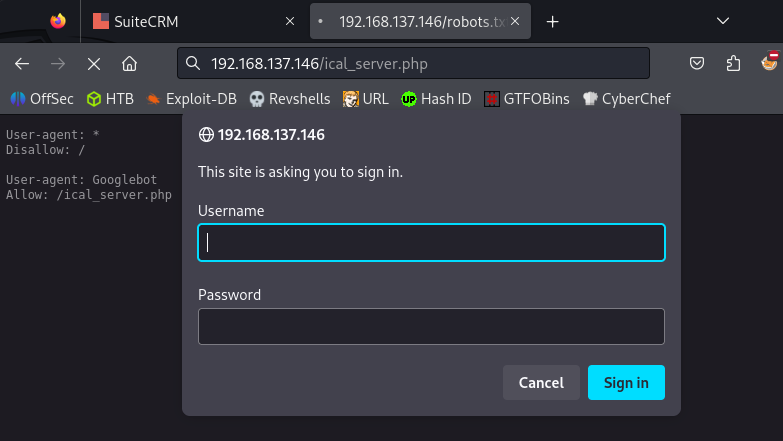 SuiteCRM
192.168.137.146/robots.tx
192.168.137.146/ical_server.php
OffSec HTB Exploit-DB Revshells URL Hash ID GTFOBins CyberChef
User-agent: *
Disallow: /
User-agent: Googlebot
Allow: /ical_server.php
192.168.137.146
This site is asking you to sign in.
Username
Password
Cancel Sign in